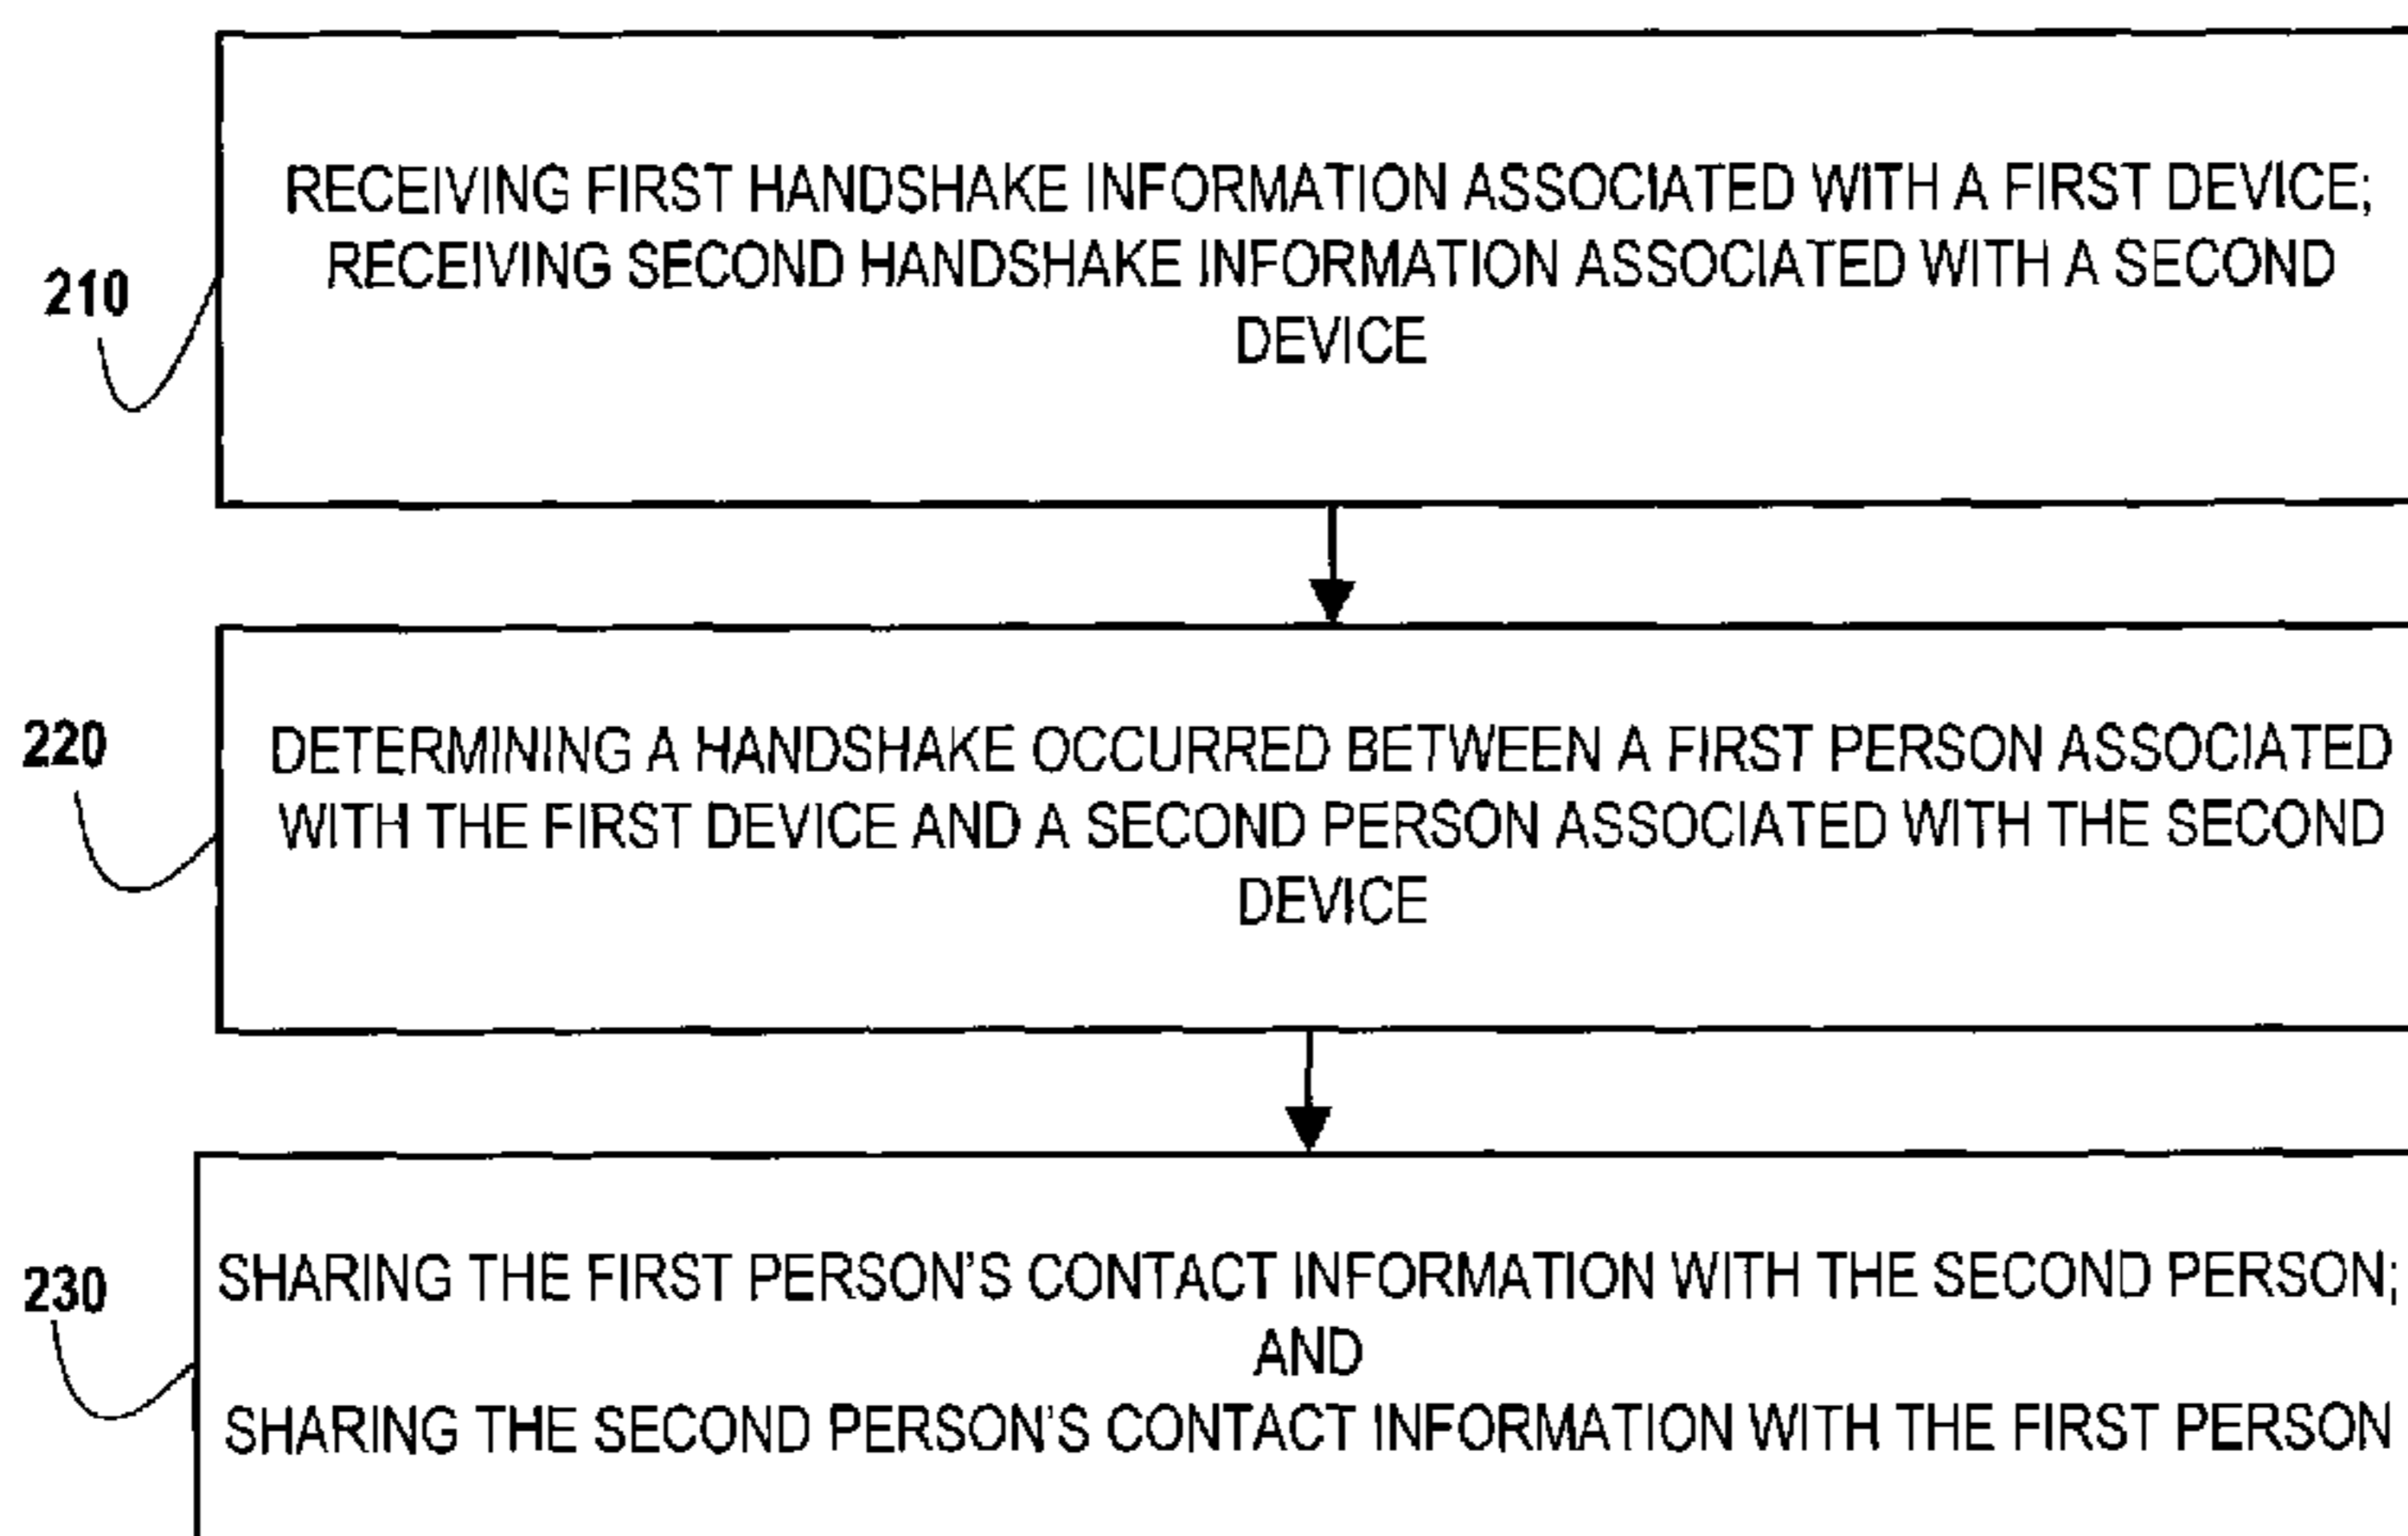 RECEIVING FIRST HANDSHAKE INFORMATION ASSOCIATED WITH A FIRST DEVICE;
RECEIVING SECOND HANDSHAKE INFORMATION ASSOCIATED WITH A SECOND
DEVICE
210
DETERMINING A HANDSHAKE OCCURRED BETWEEN A FIRST PERSON ASSOCIATED
WITH THE FIRST DEVICE AND A SECOND PERSON ASSOCIATED WITH THE SECOND
DEVICE
220
SHARING THE FIRST PERSON'S CONTACT INFORMATION WITH THE SECOND PERSON;
AND
SHARING THE SECOND PERSON'S CONTACT INFORMATION WITH THE FIRST PERSON
230